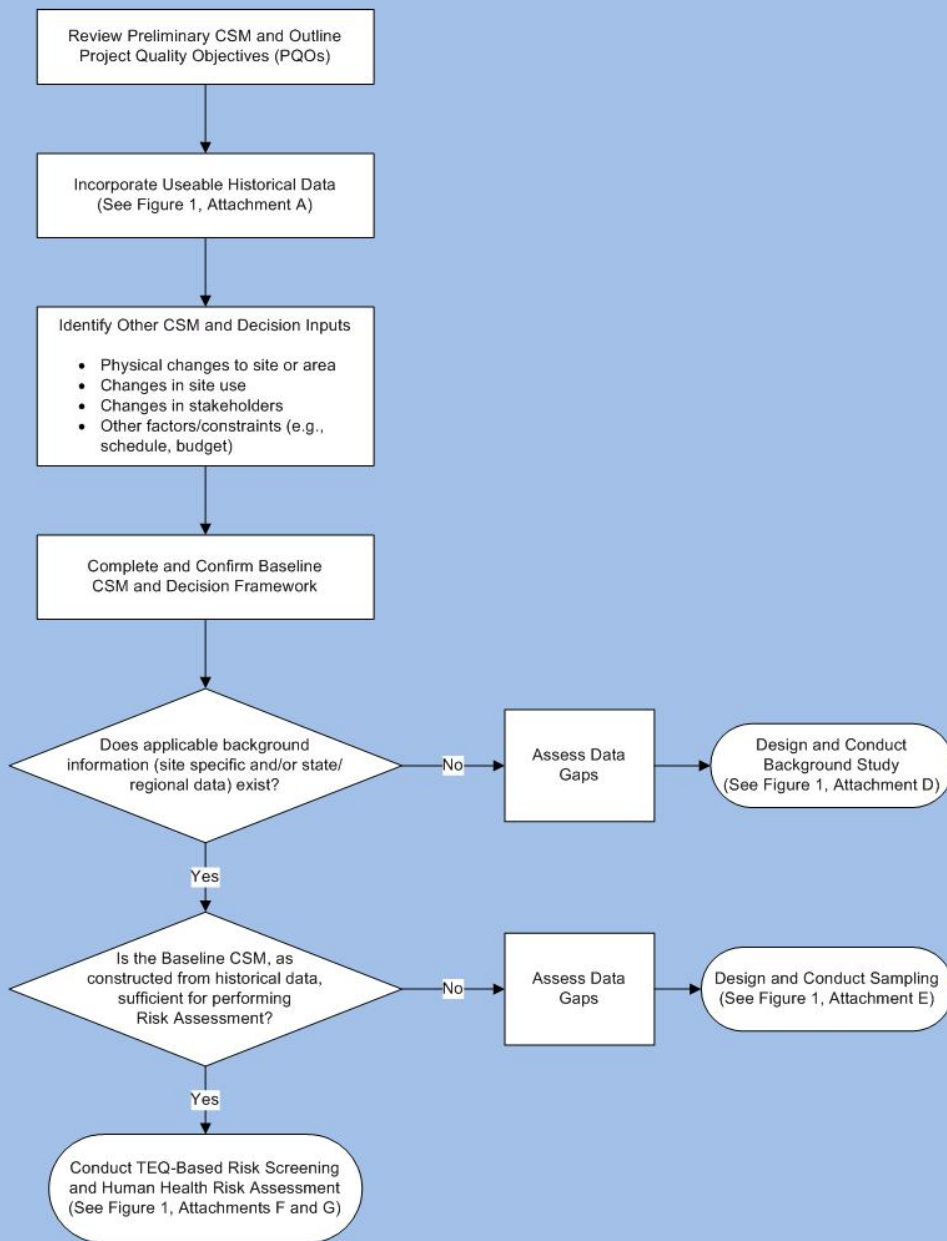 Review Preliminary CSM and Outline
Project Quality Objectives (PQOs)
Incorporate Useable Historical Data
(See Figure 1, Attachment A)
Identify Other CSM and Decision Inputs
• Physical changes to site or area
• Changes in site use
• Changes in stakeholders
• Other factors/constraints (e.g.,
schedule, budget)
Complete and Confirm Baseline
CSM and Decision Framework
Does applicable background
information (site specific and/or state/
regional data) exist?
No
Assess Data
Gaps
Design and Conduct
Background Study
(See Figure 1, Attachment D)
Yes
Is the Baseline CSM, as
constructed from historical data,
sufficient for performing
Risk Assessment?
No
Assess Data
Gaps
Design and Conduct Sampling
(See Figure 1, Attachment E)
Yes
Conduct TEQ-Based Risk Screening
and Human Health Risk Assessment
(See Figure 1, Attachments F and G)